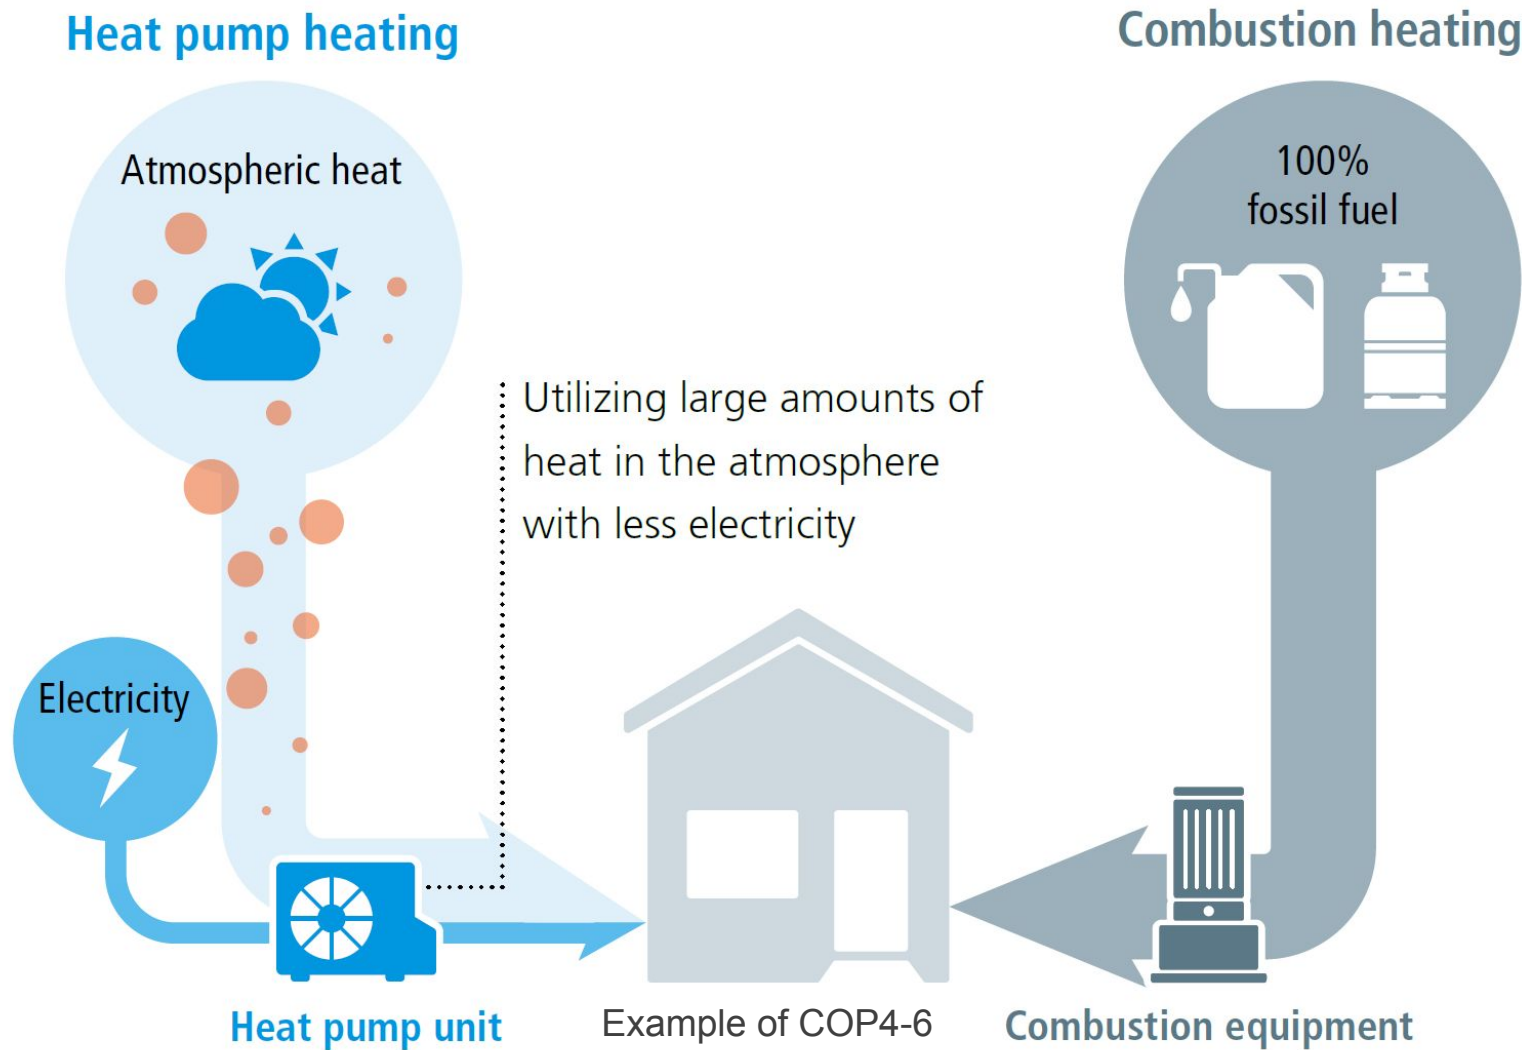 Heat pump heating
Combustion heating
Atmospheric heat
100%
fossil fuel
Utilizing large amounts of
heat in the atmosphere
with less electricity
Electricity
Heat pump unit
Example of COP4-6
Combustion equipment